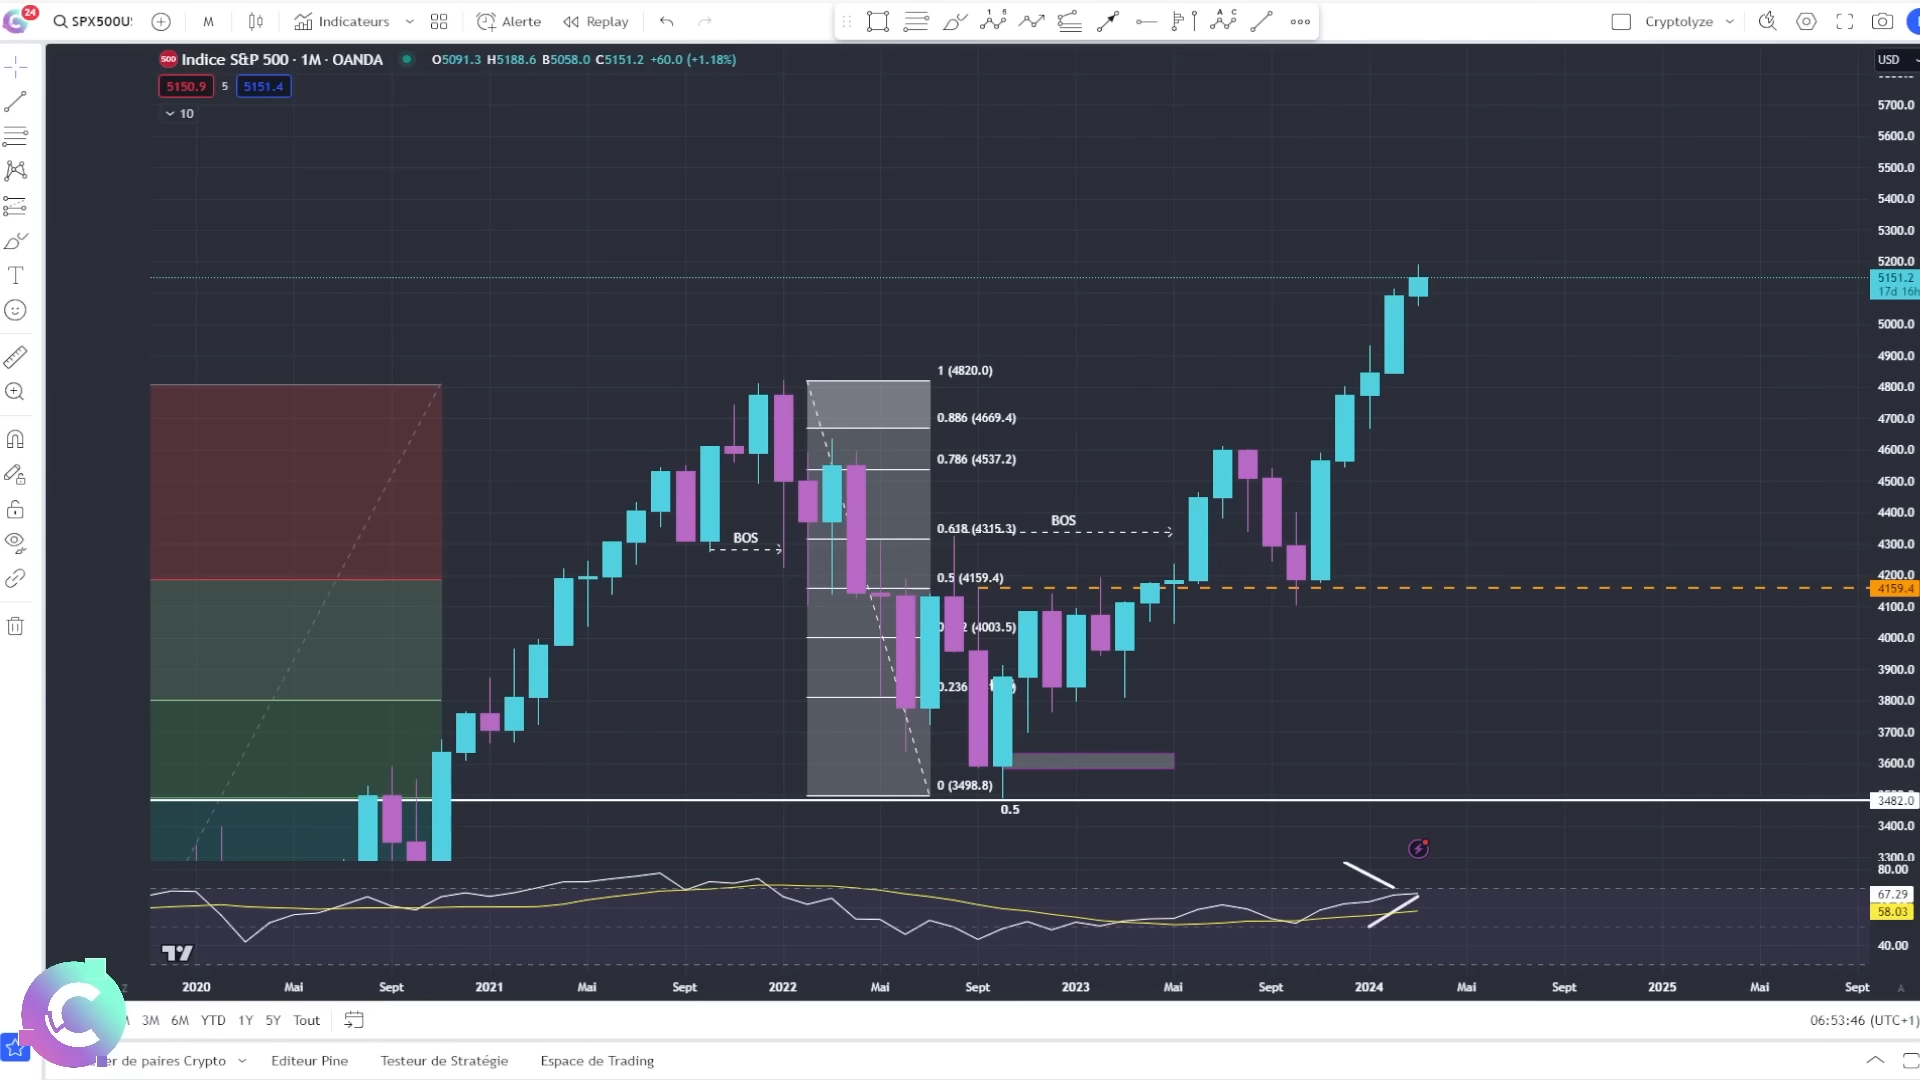 24
SPX500U
M
Indicateurs
Alerte
Replay
1 5
A C
Cryptolyze
500 Indice S&P 500 · 1M · OANDA
O5091.3 H5188.6 B5058.0 C5151.2 +60.0 (+1.18%)
USD
5150.9 5 5151.4
10
5700.0
5600.0
5500.0
5400.0
5300.0
5200.0
5151.2
17d 16h
5000.0
4900.0
4800.0
4700.0
4600.0
4500.0
4400.0
4300.0
4200.0
4159.4
4100.0
4000.0
3900.0
3800.0
3700.0
3600.0
3482.0
3400.0
3300.0
1 (4820.0)
0.886 (4669.4)
0.786 (4537.2)
0.618 (4315.3)
BOS
BOS
0.5 (4159.4)
(4003.5)
0.236
0 (3498.8)
0.5
80.00
67.29
58.03
40.00
2020 Mai Sept 2021 Mai Sept 2022 Mai Sept 2023 Mai Sept 2024 Mai Sept 2025 Mai Sept
A
3M 6M YTD 1Y 5Y Tout
06:53:46 (UTC+1)
de paires Crypto
Editeur Pine
Testeur de Stratégie
Espace de Trading